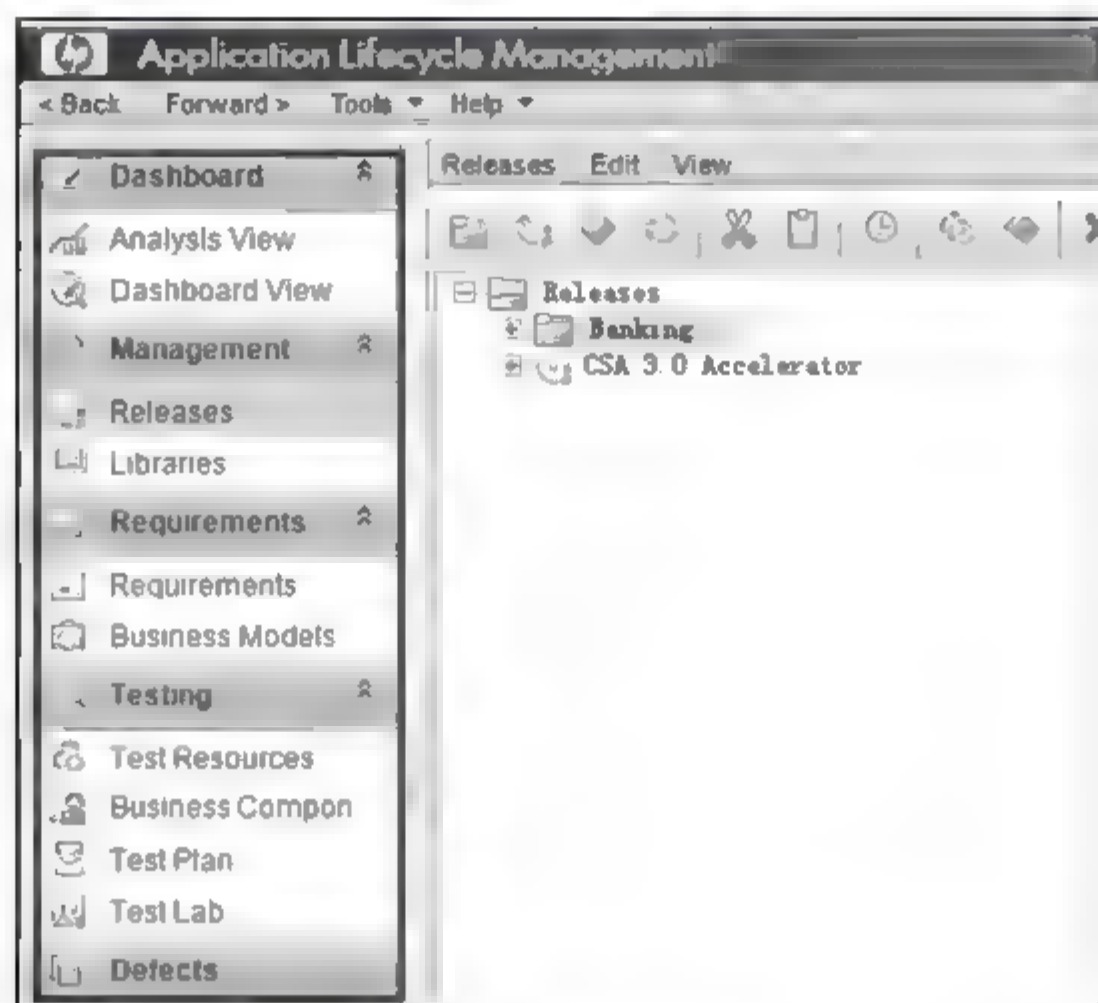 hp Application Lifecycle Management
< Back Forward > Tools Help
Dashboard
Analysis View
Dashboard View
Management
Releases
Libraries
Requirements
Requirements
Business Models
Testing
Test Resources
Business Compon
Test Plan
Test Lab
Defects
Releases Edit View
Releases
Banking
CSA 3.0 Accelerator